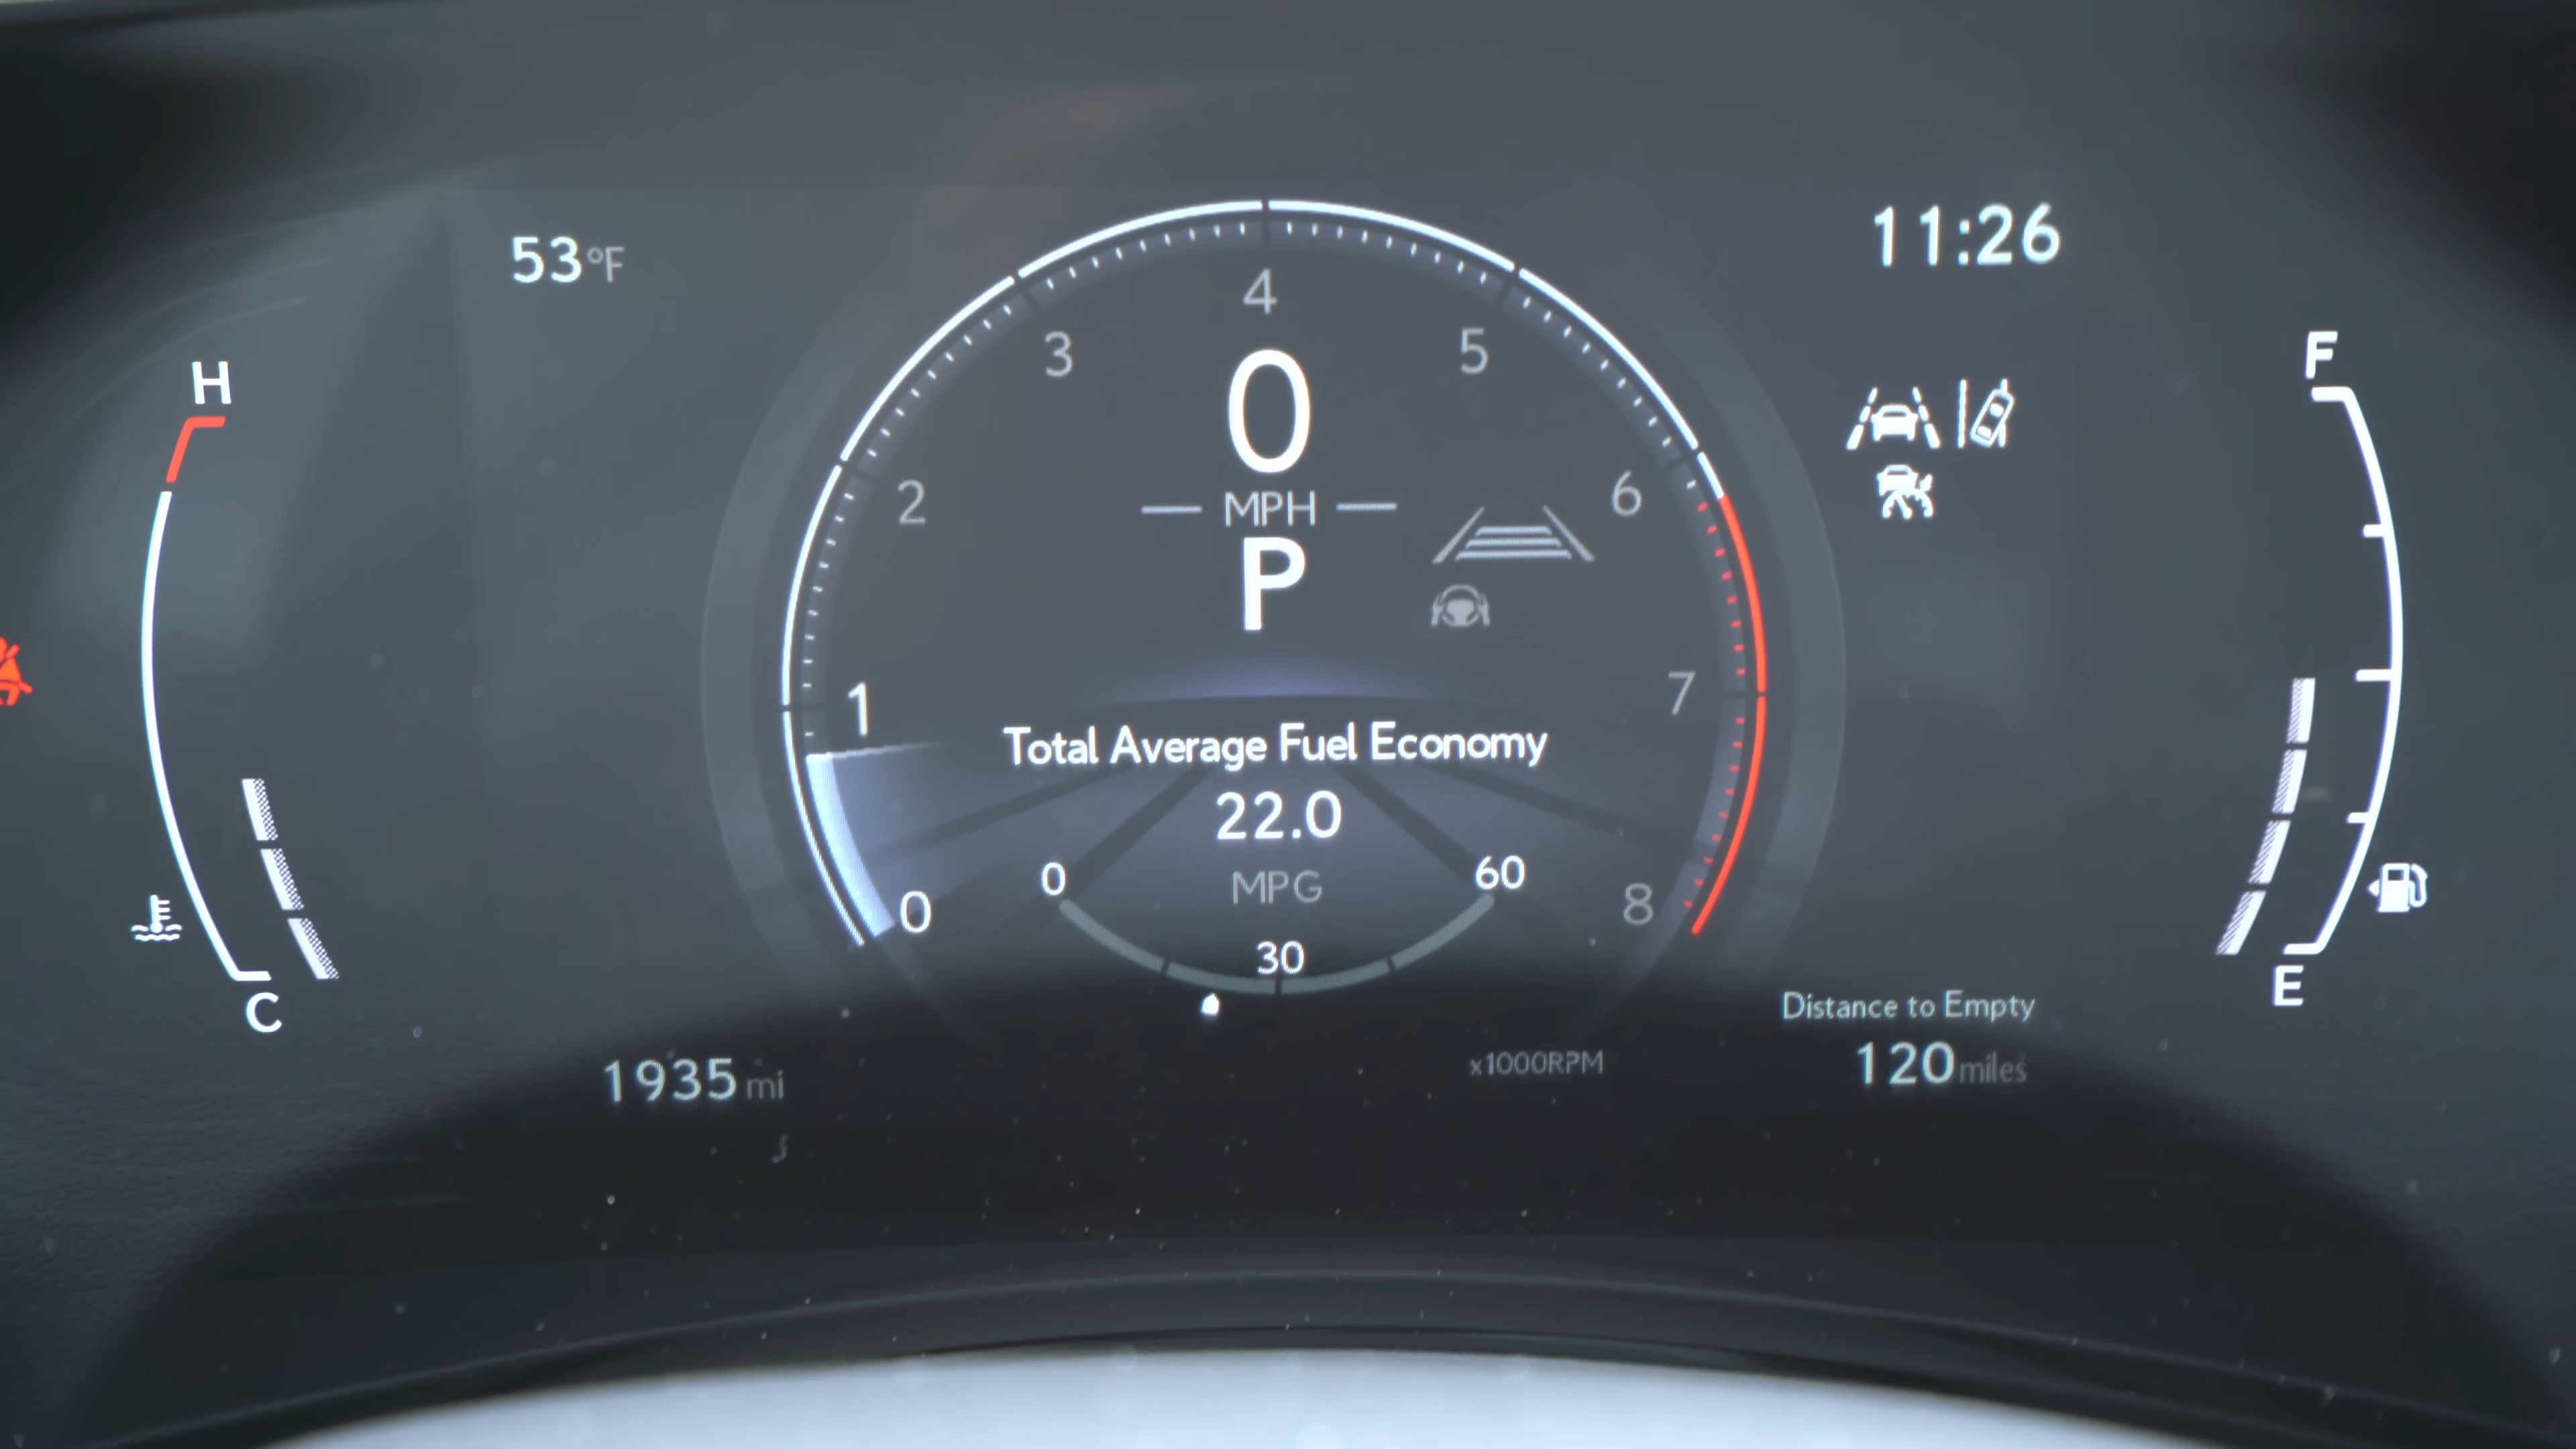 53°F
11:26
H
F
4
3
5
0
2
6
MPH
P
1
7
Total Average Fuel Economy
22.0
0
60
MPG
0
8
30
C
E
Distance to Empty
1935 mi
x1000RPM
120 miles